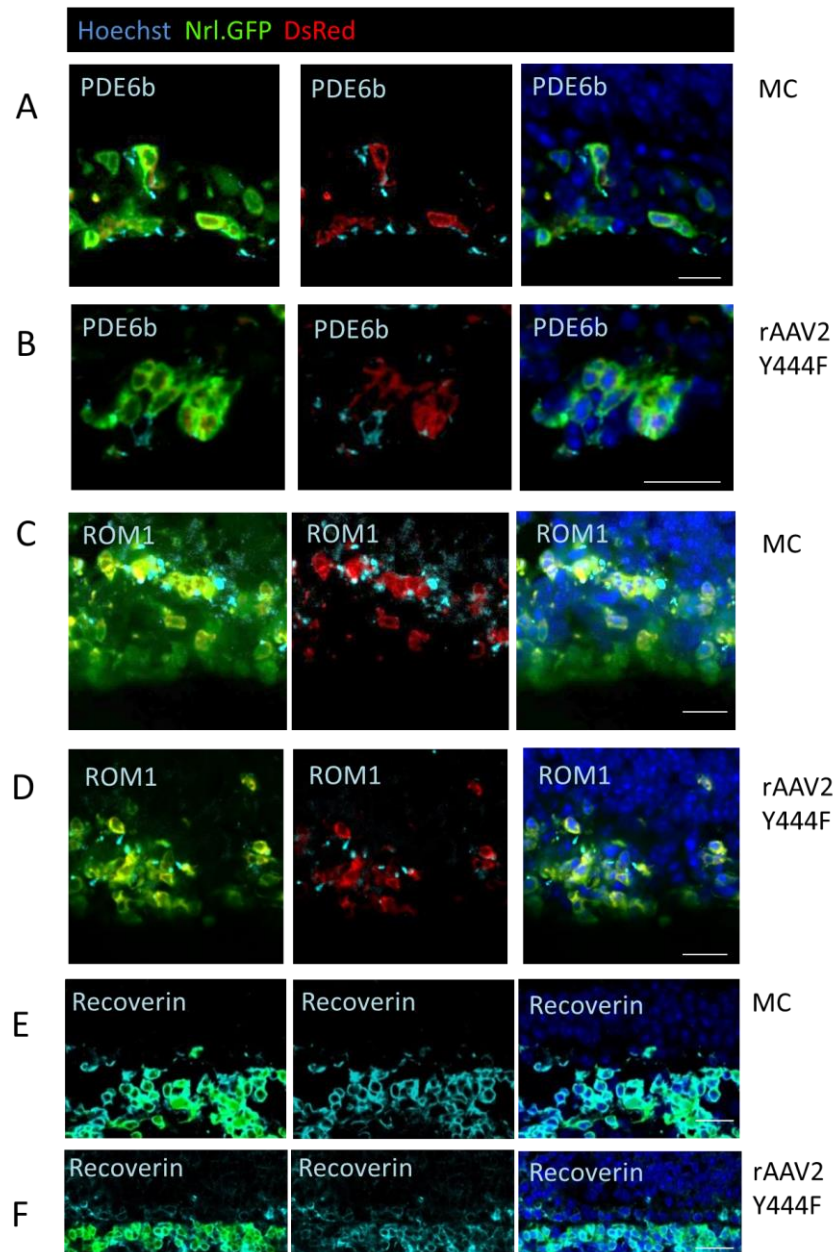 Hoechst Nrl.GFP DsRed
A
PDE6b
PDE6b
PDE6b
MC
B
PDE6b
PDE6b
PDE6b
rAAV2
Y444F
C
ROM1
ROM1
ROM1
MC
D
ROM1
ROM1
ROM1
rAAV2
Y444F
E
Recoverin
Recoverin
Recoverin
MC
F
Recoverin
Recoverin
Recoverin
rAAV2
Y444F